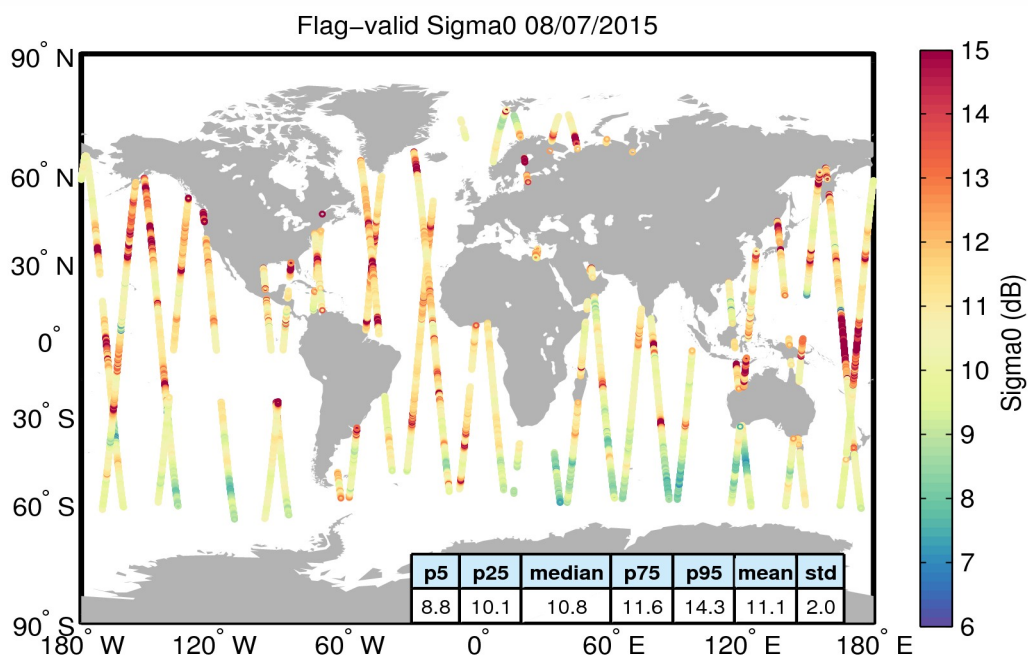 Flag−valid Sigma0 08/07/2015
90° N
60° N
30° N
0°
30° S
60° S
90° S
180° W
120° W
60° W
0°
60° E
120° E
180° E
15
14
13
12
11
10
9
8
7
6
Sigma0 (dB)
p5 p25 median p75 p95 mean std
8.8 10.1 10.8 11.6 14.3 11.1 2.0